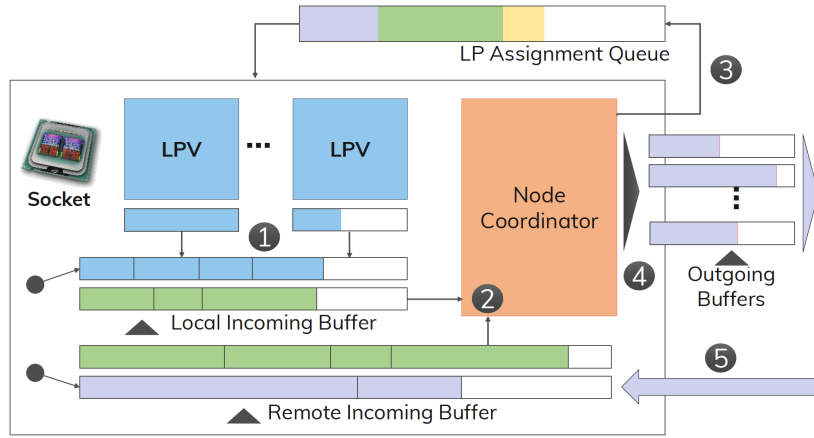 LP Assignment Queue
3
LPV
...
LPV
Socket
Node
Coordinator
1
4
Outgoing
Buffers
2
Local Incoming Buffer
5
Remote Incoming Buffer